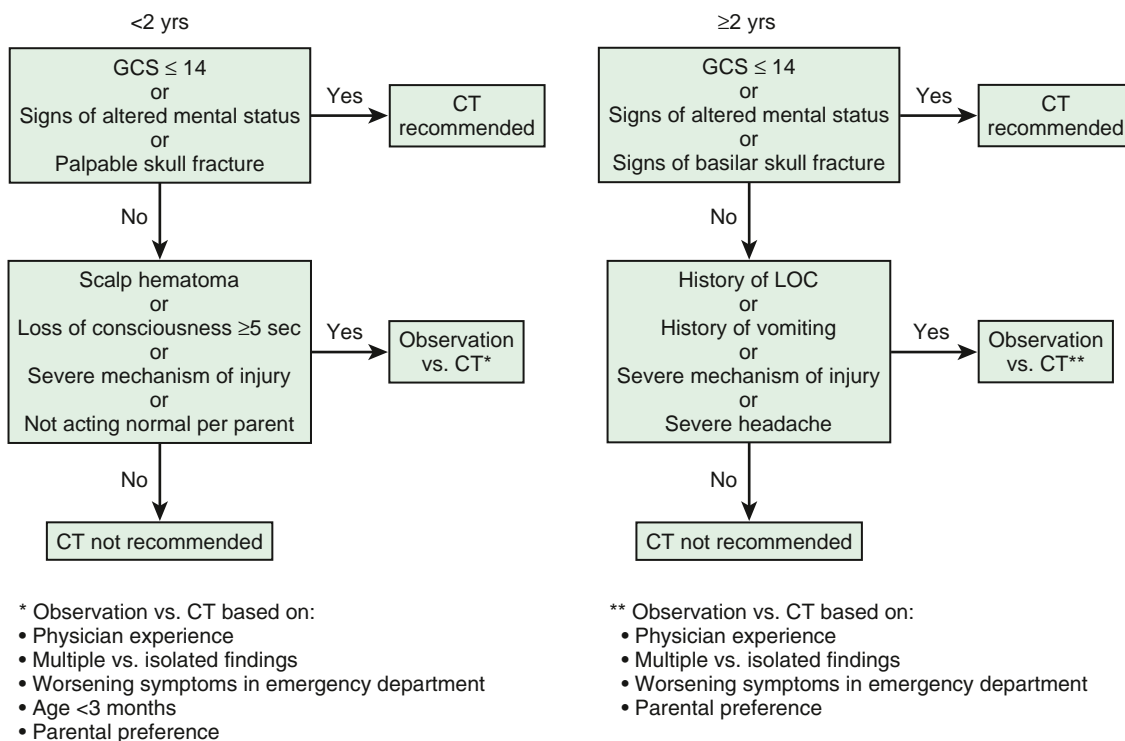 <2 yrs
GCS ≤ 14
or
Signs of altered mental status
or
Palpable skull fracture
Yes
CT
recommended
No
Scalp hematoma
or
Loss of consciousness ≥5 sec
or
Severe mechanism of injury
or
Not acting normal per parent
Yes
Observation
vs. CT*
No
CT not recommended
* Observation vs. CT based on:
• Physician experience
• Multiple vs. isolated findings
• Worsening symptoms in emergency department
• Age <3 months
• Parental preference
≥2 yrs
GCS ≤ 14
or
Signs of altered mental status
or
Signs of basilar skull fracture
Yes
CT
recommended
No
History of LOC
or
History of vomiting
or
Severe mechanism of injury
or
Severe headache
Yes
Observation
vs. CT**
No
CT not recommended
** Observation vs. CT based on:
• Physician experience
• Multiple vs. isolated findings
• Worsening symptoms in emergency department
• Parental preference